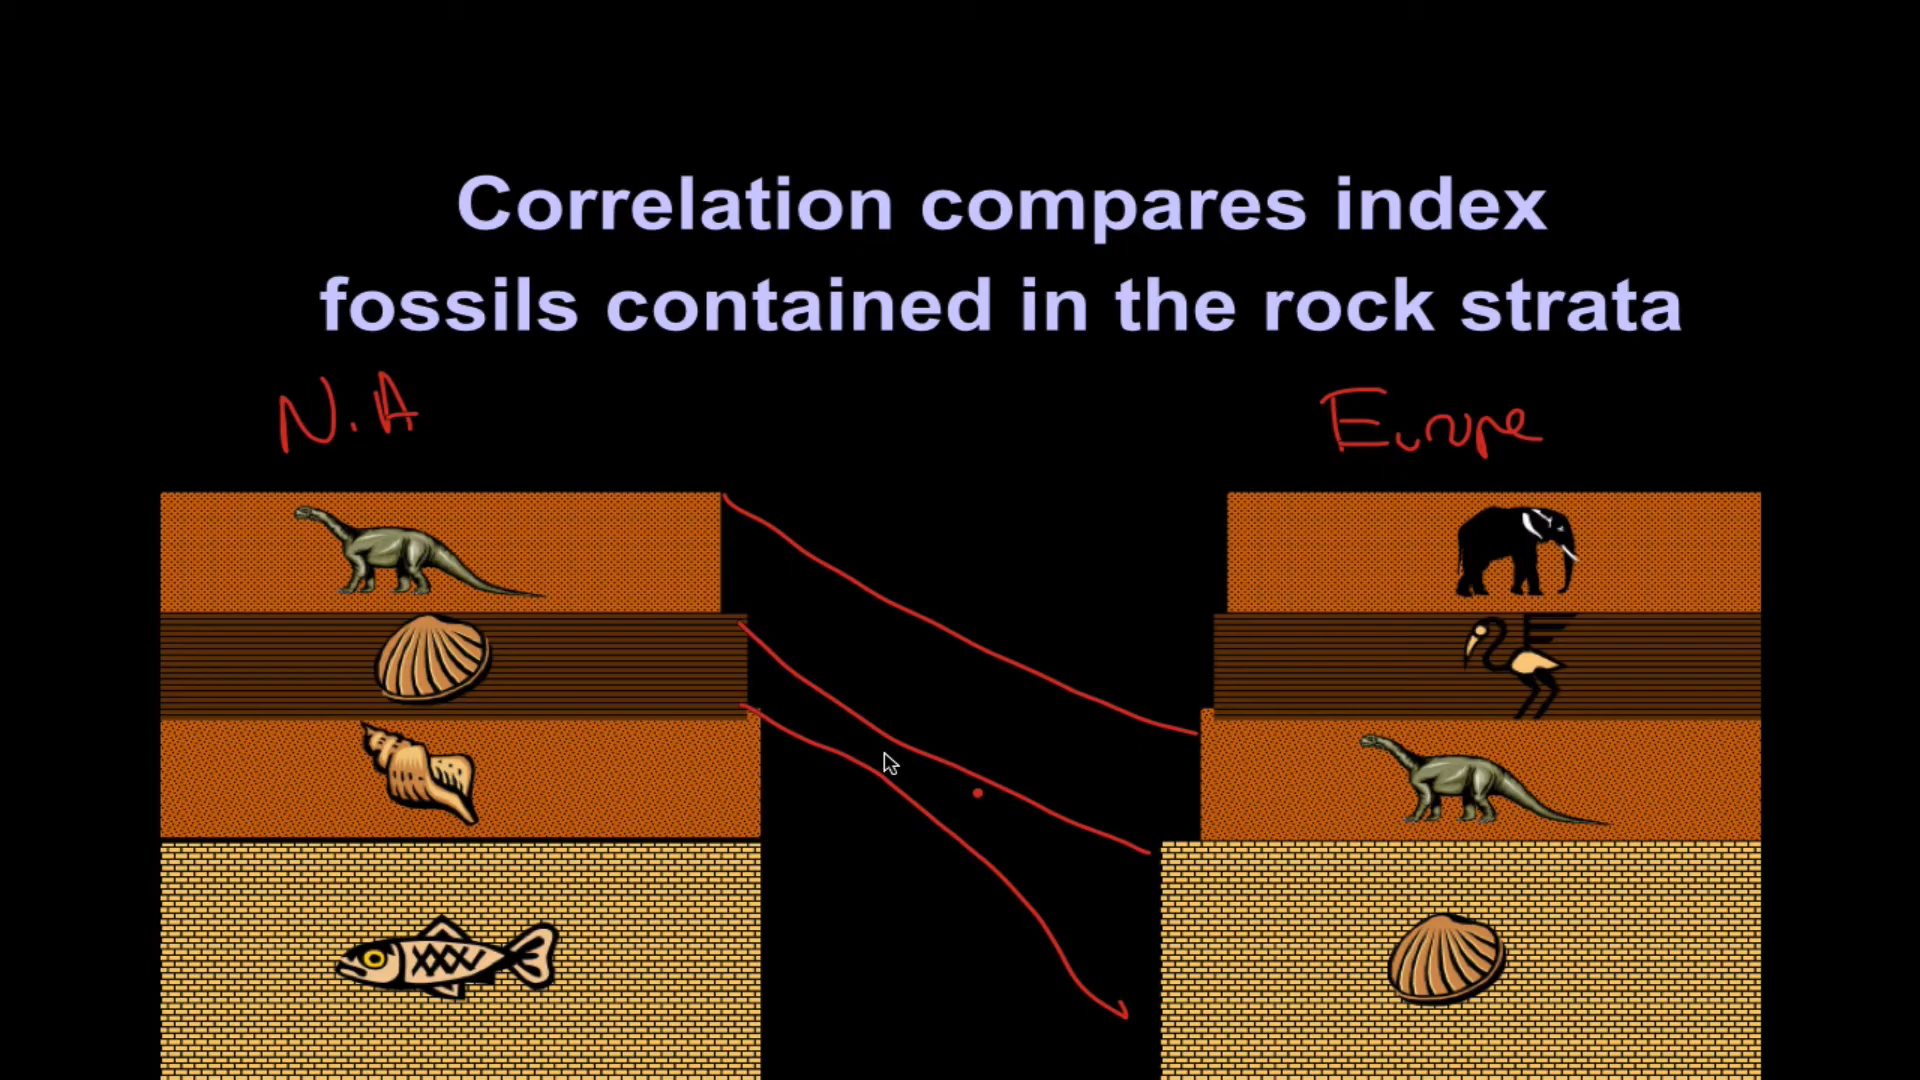 Correlation compares index
fossils contained in the rock strata
N.A
Europe